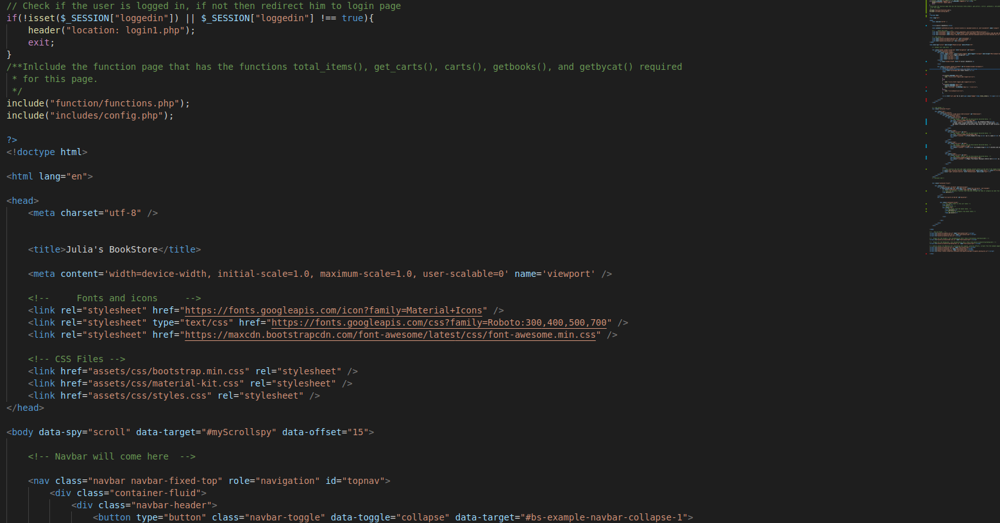 // Check if the user is logged in, if not then redirect him to login page
if(!isset($_SESSION["loggedin"]) || $_SESSION["loggedin"] !== true){
    header("location: login1.php");
    exit;
}
/**Inlclude the function page that has the functions total_items(), get_carts(), carts(), getbooks(), and getbycat() required
 * for this page.
 */
include("function/functions.php");
include("includes/config.php");

?>
<!doctype html>

<html lang="en">

<head>
    <meta charset="utf-8" />


    <title>Julia's BookStore</title>

    <meta content='width=device-width, initial-scale=1.0, maximum-scale=1.0, user-scalable=0' name='viewport' />

    <!--     Fonts and icons     -->
    <link rel="stylesheet" href="https://fonts.googleapis.com/icon?family=Material+Icons" />
    <link rel="stylesheet" type="text/css" href="https://fonts.googleapis.com/css?family=Roboto:300,400,500,700" />
    <link rel="stylesheet" href="https://maxcdn.bootstrapcdn.com/font-awesome/latest/css/font-awesome.min.css" />

    <!-- CSS Files -->
    <link href="assets/css/bootstrap.min.css" rel="stylesheet" />
    <link href="assets/css/material-kit.css" rel="stylesheet" />
    <link href="assets/css/styles.css" rel="stylesheet" />
</head>

<body data-spy="scroll" data-target="#myScrollspy" data-offset="15">

    <!-- Navbar will come here  -->

    <nav class="navbar navbar-fixed-top" role="navigation" id="topnav">
        <div class="container-fluid">
            <div class="navbar-header">
                <button type="button" class="navbar-toggle" data-toggle="collapse" data-target="#bs-example-navbar-collapse-1">